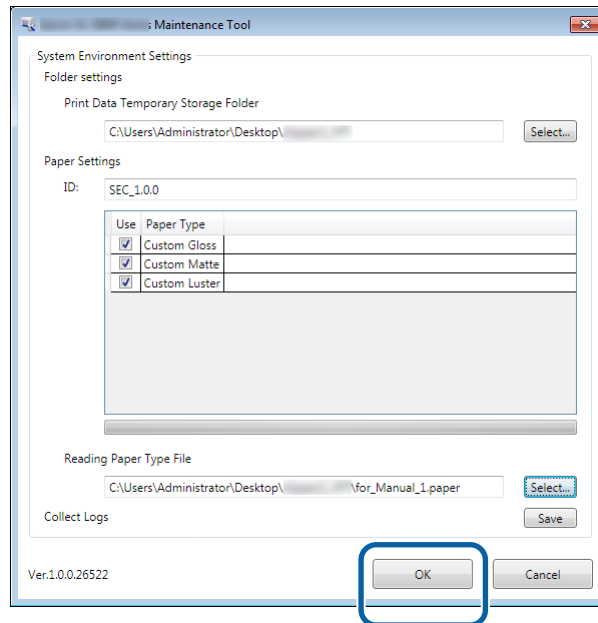 Maintenance Tool
System Environment Settings
Folder settings
Print Data Temporary Storage Folder
C:\Users\Administrator\Desktop\
Select...
Paper Settings
ID:
SEC_1.0.0
Use Paper Type
Custom Gloss
Custom Matte
Custom Luster
Reading Paper Type File
C:\Users\Administrator\Desktop\ \for_Manual_1.paper
Select...
Collect Logs
Save
Ver.1.0.0.26522
OK
Cancel